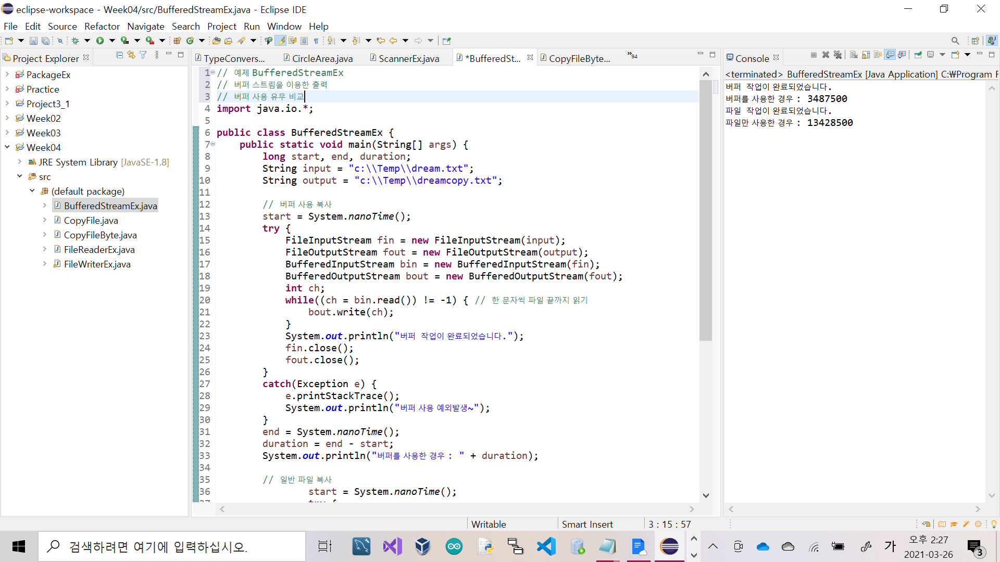 eclipse-workspace - Week04/src/BufferedStreamEx.java - Eclipse IDE
File Edit Source Refactor Navigate Search Project Run Window Help
Project Explorer
PackageEx
Practice
Project3_1
Week02
Week03
Week04
JRE System Library [JavaSE-1.8]
src
(default package)
BufferedStreamEx.java
CopyFile.java
CopyFileByte.java
FileReaderEx.java
FileWriterEx.java
TypeConvers... CircleArea.java ScannerEx.java *BufferedSt... CopyFileByte... »94
1 // 예제 BufferedStreamEx
2 // 버퍼 스트림을 이용한 출력
3 // 버퍼 사용 유무 비교
4 import java.io.*;
5
6 public class BufferedStreamEx {
7 public static void main(String[] args) {
8 long start, end, duration;
9 String input = "c:\\Temp\\dream.txt";
10 String output = "c:\\Temp\\dreamcopy.txt";
11
12 // 버퍼 사용 복사
13 start = System.nanoTime();
14 try {
15 FileInputStream fin = new FileInputStream(input);
16 FileOutputStream fout = new FileOutputStream(output);
17 BufferedInputStream bin = new BufferedInputStream(fin);
18 BufferedOutputStream bout = new BufferedOutputStream(fout);
19 int ch;
20 while((ch = bin.read()) != -1) { // 한 문자씩 파일 끝까지 읽기
21 bout.write(ch);
22 }
23 System.out.println("버퍼 작업이 완료되었습니다.");
24 fin.close();
25 fout.close();
26 }
27 catch(Exception e) {
28 e.printStackTrace();
29 System.out.println("버퍼 사용 예외발생~");
30 }
31 end = System.nanoTime();
32 duration = end - start;
33 System.out.println("버퍼를 사용한 경우 : " + duration);
34
35 // 일반 파일 복사
36 start = System.nanoTime();
37 try {
Console
<terminated> BufferedStreamEx [Java Application] C:₩Program F
버퍼 작업이 완료되었습니다.
버퍼를 사용한 경우 : 3487500
파일 작업이 완료되었습니다.
파일만 사용한 경우 : 13428500
Writable Smart Insert 3 : 15 : 57
검색하려면 여기에 입력하십시오.
가
오후 2:27
2021-03-26
3